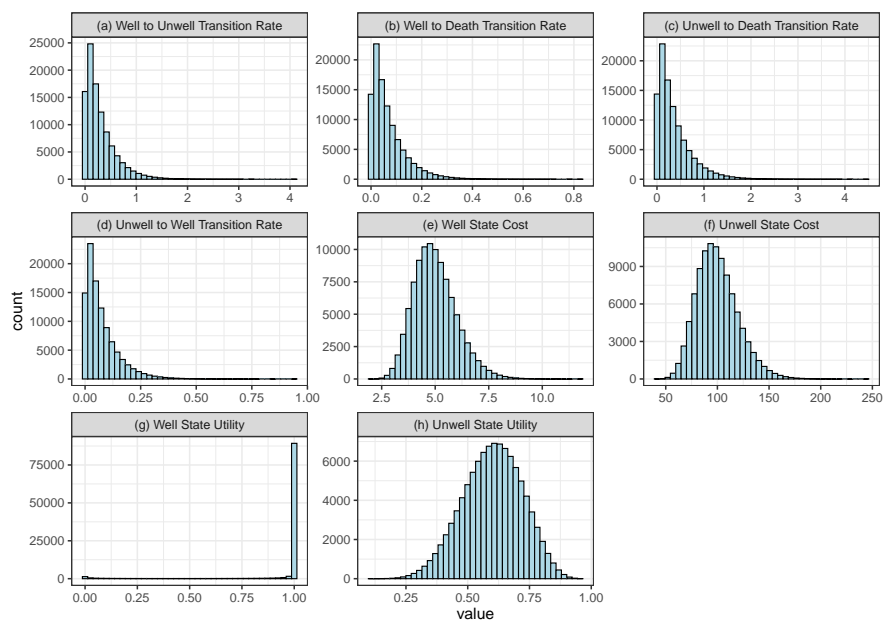 (a) Well to Unwell Transition Rate
(b) Well to Death Transition Rate
(c) Unwell to Death Transition Rate
25000
20000
15000
10000
5000
0
0 1 2 3 4
20000
15000
10000
5000
0
0.0 0.2 0.4 0.6 0.8
20000
15000
10000
5000
0
0 1 2 3 4
(d) Unwell to Well Transition Rate
(e) Well State Cost
(f) Unwell State Cost
20000
15000
10000
5000
0
0.00 0.25 0.50 0.75 1.00
10000
7500
5000
2500
0
2.5 5.0 7.5 10.0
9000
6000
3000
0
50 100 150 200 250
(g) Well State Utility
(h) Unwell State Utility
75000
50000
25000
0
0.00 0.25 0.50 0.75 1.00
6000
4000
2000
0
0.25 0.50 0.75 1.00
count
value